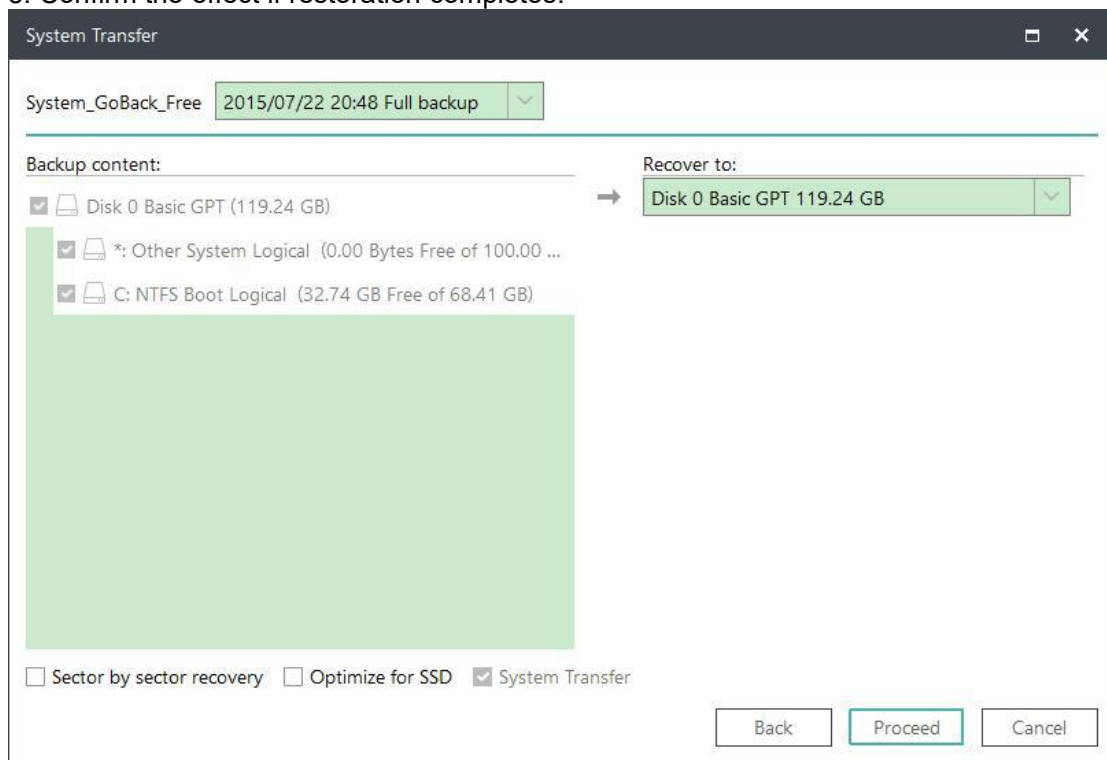 System Transfer
System_GoBack_Free 2015/07/22 20:48 Full backup
Backup content:
Recover to:
Disk 0 Basic GPT (119.24 GB)
Disk 0 Basic GPT 119.24 GB
*: Other System Logical (0.00 Bytes Free of 100.00 ...
C: NTFS Boot Logical (32.74 GB Free of 68.41 GB)
Sector by sector recovery Optimize for SSD System Transfer
Back Proceed Cancel